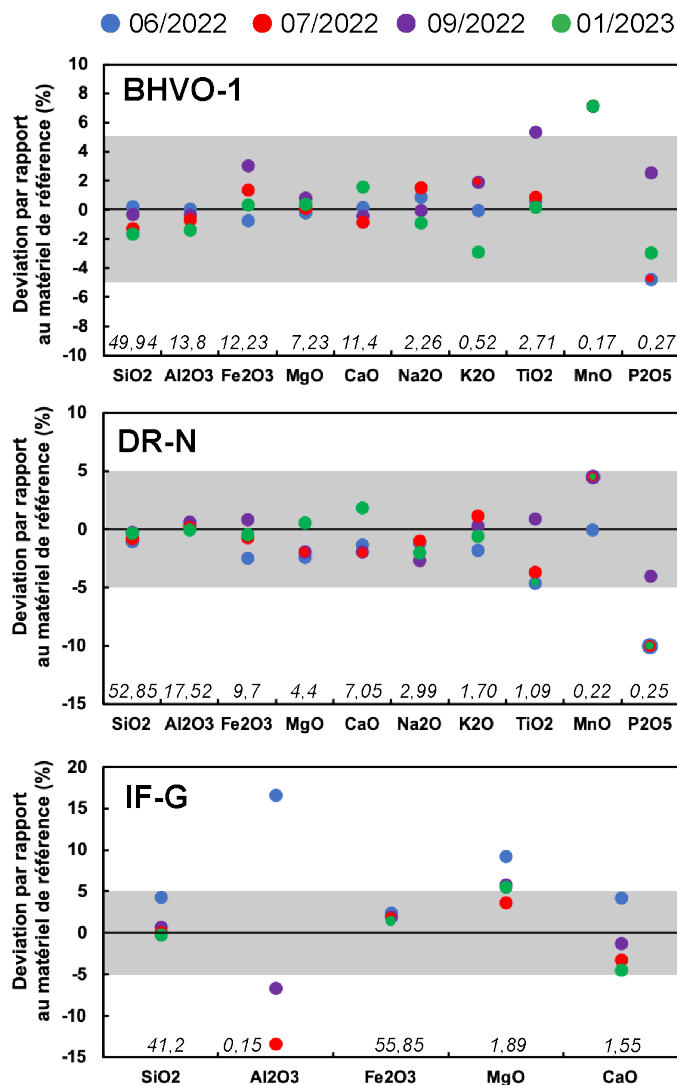 06/2022 07/2022 09/2022 01/2023
BHVO-1
Deviation par rapport
au matériel de référence (%)
10
8
6
4
2
0
-2
-4
-6
-8
-10
49,94 13,8 12,23 7,23 11,4 2,26 0,52 2,71 0,17 0,27
SiO2 Al2O3 Fe2O3 MgO CaO Na2O K2O TiO2 MnO P2O5
DR-N
Deviation par rapport
au matériel de référence (%)
10
5
0
-5
-10
-15
52,85 17,52 9,7 4,4 7,05 2,99 1,70 1,09 0,22 0,25
SiO2 Al2O3 Fe2O3 MgO CaO Na2O K2O TiO2 MnO P2O5
IF-G
Deviation par rapport
au matériel de référence (%)
20
15
10
5
0
-5
-10
-15
41,2 0,15 55,85 1,89 1,55
SiO2 Al2O3 Fe2O3 MgO CaO